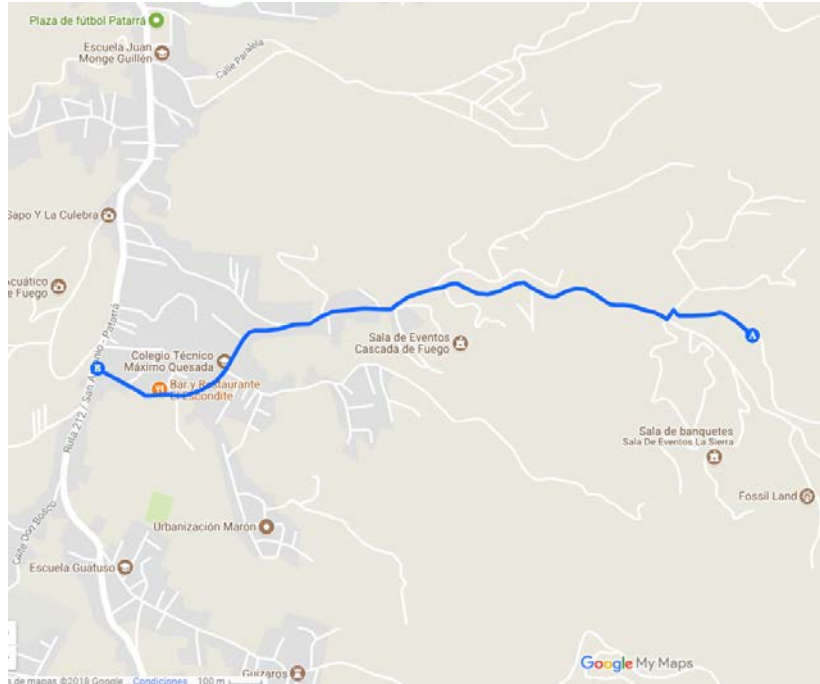 Plaza de fútbol Patarrá
Escuela Juan
Monge Guillén
Calle Paralela
Sapo Y La Culebra
Acuático
e Fuego
Ruta 212 / San Antonio - Patarrá
Sala de Eventos
Cascada de Fuego
A
Colegio Técnico
Máximo Quesada
B
Bar y Restaurante
El Escondite
Sala de banquetes
Sala De Eventos La Sierra
Fossil Land
Calle Don Bosco
Urbanización Marón
Escuela Guatuso
Guízaros
Google My Maps
s de mapas ©2018 Google Condiciones 100 m